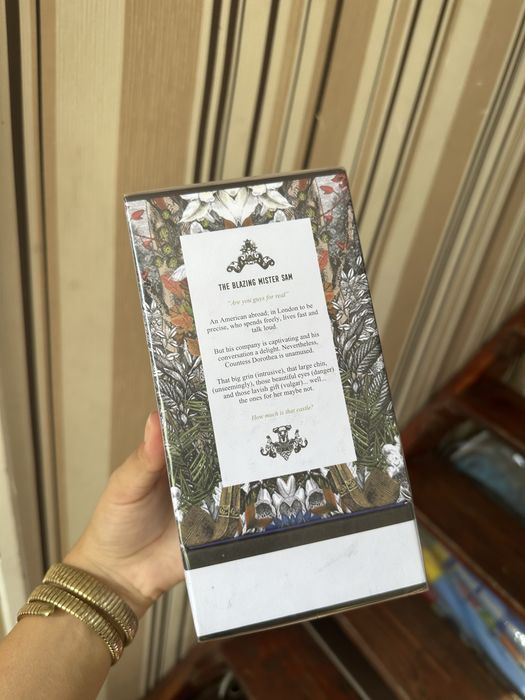 THE BLAZING MISTER SAM
"Are you guys for real"
An American abroad; in London to be
precise, who spends freely, lives fast and
talk loud.
But his company is captivating and his
conversation a delight. Nevertheless,
Countess Dorothea is unamused.
That big grin (intrusive), that large chin,
(unseemingly), those beautiful eyes (danger)
and those lavish gift (vulgar)... well...
the ones for her maybe not.
How much is that castle?